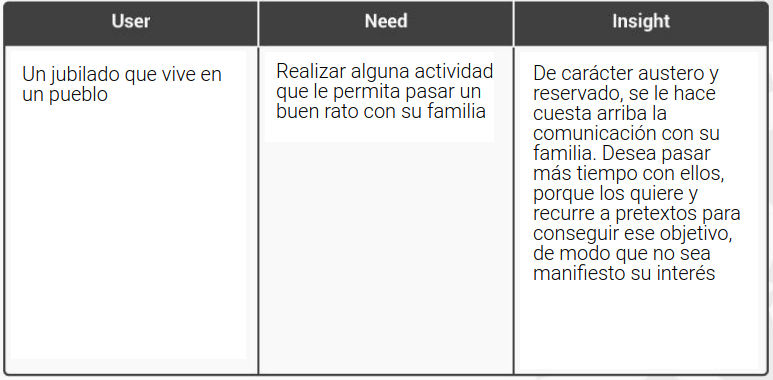 User
Need
Insight
Un jubilado que vive en
un pueblo
Realizar alguna actividad
que le permita pasar un
buen rato con su familia
De carácter austero y
reservado, se le hace
cuesta arriba la
comunicación con su
familia. Desea pasar
más tiempo con ellos,
porque los quiere y
recurre a pretextos para
conseguir ese objetivo,
de modo que no sea
manifiesto su interés